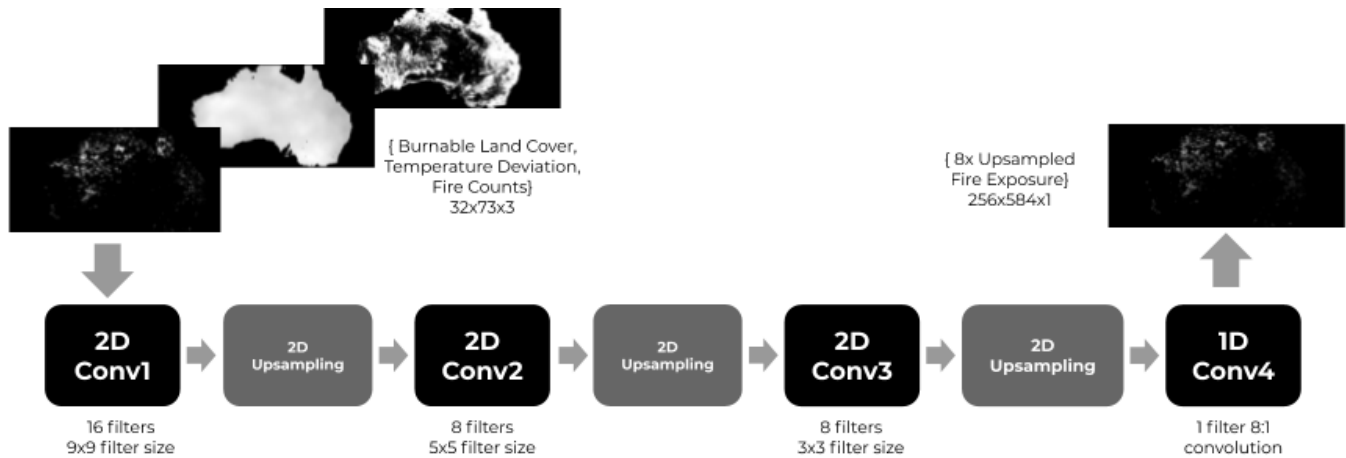 { Burnable Land Cover,
Temperature Deviation,
Fire Counts}
32x73x3
{ 8x Upsampled
Fire Exposure}
256x584x1
2D
Conv1
2D
Upsampling
2D
Conv2
2D
Upsampling
2D
Conv3
2D
Upsampling
1D
Conv4
16 filters
9x9 filter size
8 filters
5x5 filter size
8 filters
3x3 filter size
1 filter 8:1
convolution